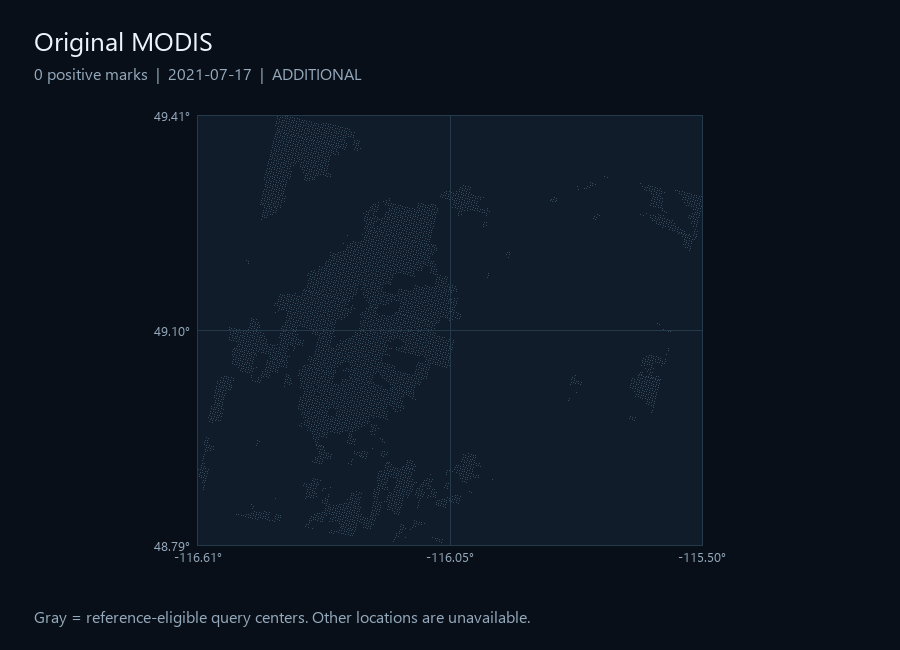 Original MODIS
0 positive marks | 2021-07-17 | ADDITIONAL
49.41°
49.10°
48.79°
-116.61°
-116.05°
-115.50°
Gray = reference-eligible query centers. Other locations are unavailable.